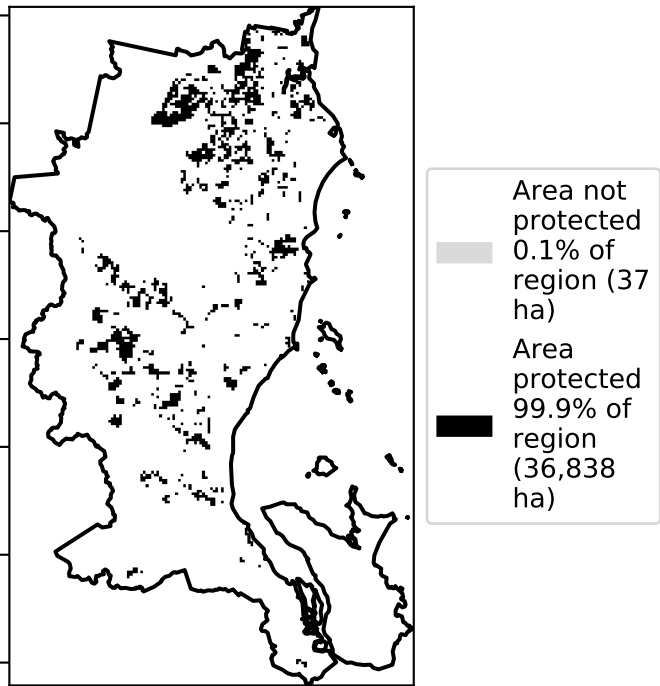 Area not
protected
0.1% of
region (37
ha)
Area
protected
99.9% of
region
(36,838
ha)